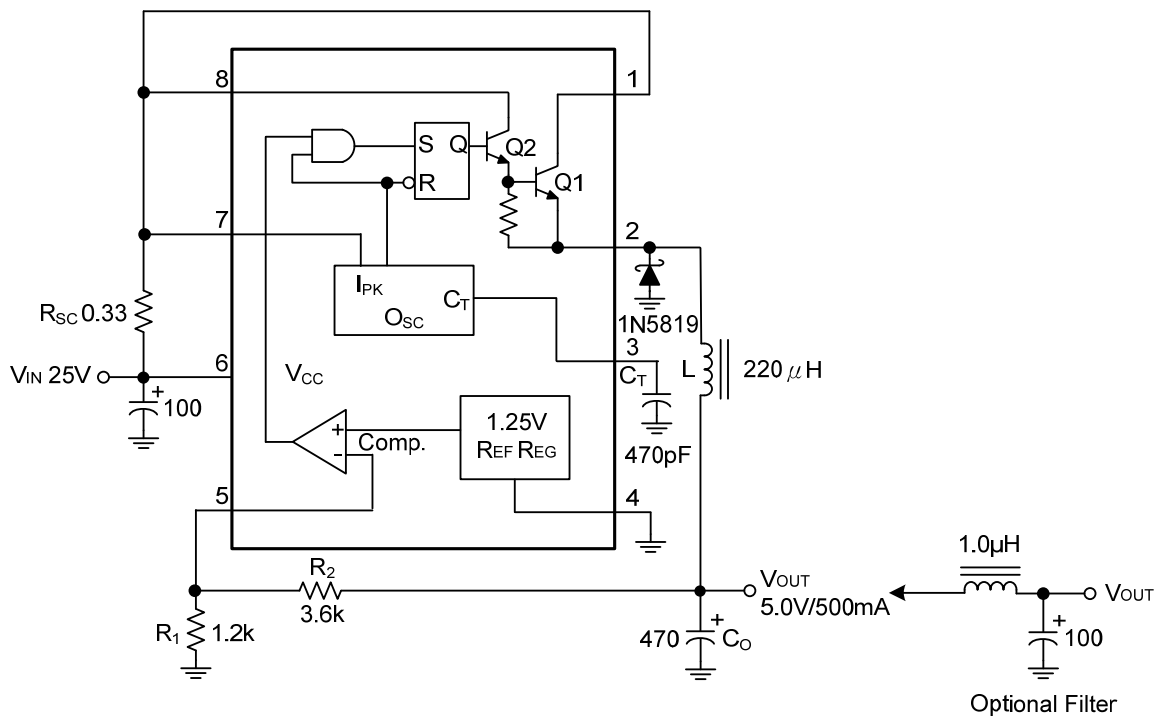 8
1
S
Q
Q2
R
Q1
7
2
IPK
CT
OSC
RSC 0.33
1N5819
3
VIN 25V
6
VCC
CT
L
220 μH
+
100
1.25V
REF REG
+
Comp.
-
470pF
5
4
R2
3.6k
1.0μH
VOUT
5.0V/500mA
VOUT
R1
1.2k
470
+
CO
+
100
Optional Filter